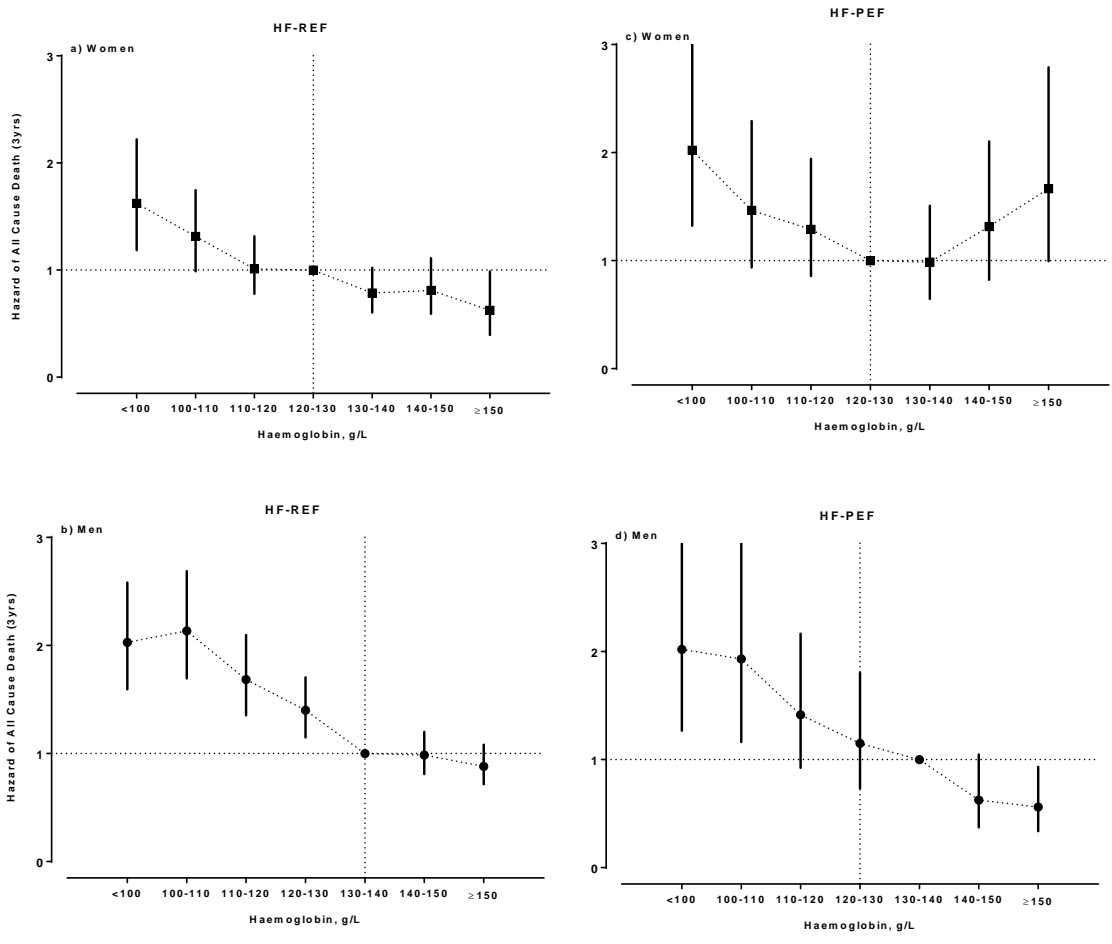 HF-REF
a) Women
Hazard of All Cause Death (3yrs)
3
2
1
0
<100 100-110 110-120 120-130 130-140 140-150 ≥150
Haemoglobin, g/L
HF-PEF
c) Women
3
2
1
0
<100 100-110 110-120 120-130 130-140 140-150 ≥150
Haemoglobin, g/L
HF-REF
b) Men
Hazard of All Cause Death (3yrs)
3
2
1
0
<100 100-110 110-120 120-130 130-140 140-150 ≥150
Haemoglobin, g/L
HF-PEF
d) Men
3
2
1
0
<100 100-110 110-120 120-130 130-140 140-150 ≥150
Haemoglobin, g/L